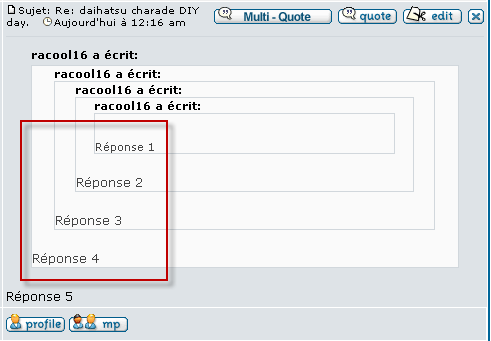 Sujet: Re: daihatsu charade DIY
day. Aujourd'hui à 12:16 am
Multi - Quote
quote
edit
racool16 a écrit:
racool16 a écrit:
racool16 a écrit:
racool16 a écrit:
Réponse 1
Réponse 2
Réponse 3
Réponse 4
Réponse 5
profile
mp